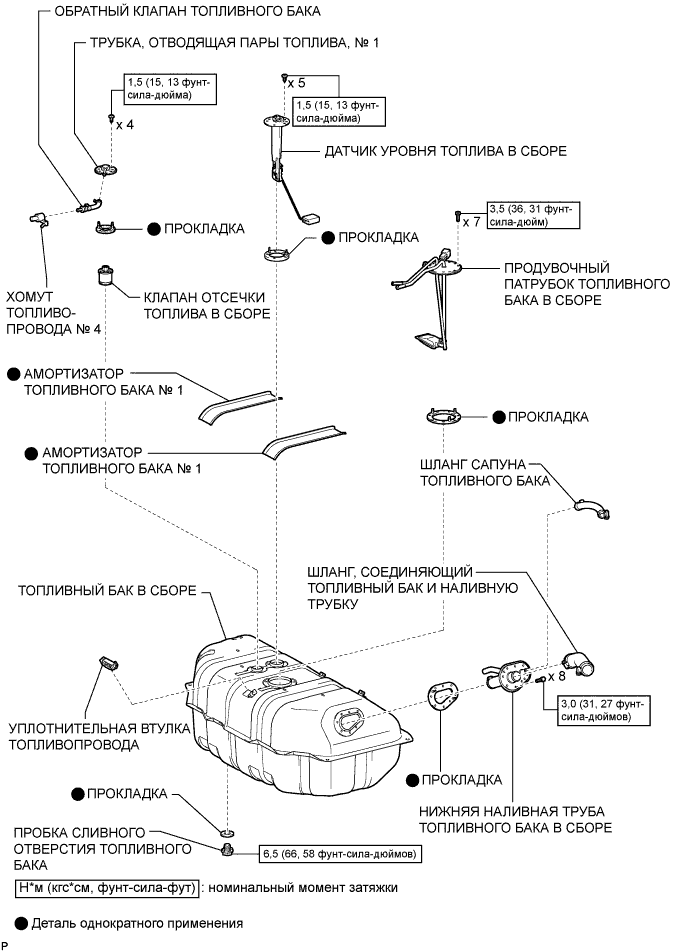 ОБРАТНЫЙ КЛАПАН ТОПЛИВНОГО БАКА
ТРУБКА, ОТВОДЯЩАЯ ПАРЫ ТОПЛИВА, № 1
1,5 (15, 13 фунт-
сила-дюйма)
x 4
x 5
1,5 (15, 13 фунт-
сила-дюйма)
ДАТЧИК УРОВНЯ ТОПЛИВА В СБОРЕ
3,5 (36, 31 фунт-
сила-дюйм)
x 7
ПРОКЛАДКА
ПРОКЛАДКА
ПРОДУВОЧНЫЙ
ПАТРУБОК ТОПЛИВНОГО
БАКА В СБОРЕ
ХОМУТ
ТОПЛИВО-
ПРОВОДА № 4
КЛАПАН ОТСЕЧКИ
ТОПЛИВА В СБОРЕ
АМОРТИЗАТОР
ТОПЛИВНОГО БАКА № 1
ПРОКЛАДКА
АМОРТИЗАТОР
ТОПЛИВНОГО БАКА № 1
ШЛАНГ САПУНА
ТОПЛИВНОГО БАКА
ШЛАНГ, СОЕДИНЯЮЩИЙ
ТОПЛИВНЫЙ БАК И НАЛИВНУЮ
ТРУБКУ
ТОПЛИВНЫЙ БАК В СБОРЕ
x 8
3,0 (31, 27 фунт-
сила-дюймов)
УПЛОТНИТЕЛЬНАЯ ВТУЛКА
ТОПЛИВОПРОВОДА
ПРОКЛАДКА
ПРОКЛАДКА
НИЖНЯЯ НАЛИВНАЯ ТРУБА
ТОПЛИВНОГО БАКА В СБОРЕ
ПРОБКА СЛИВНОГО
ОТВЕРСТИЯ ТОПЛИВНОГО
БАКА
6,5 (66, 58 фунт-сила-дюймов)
Н*м (кгс*см, фунт-сила-фут) : номинальный момент затяжки
Деталь однократного применения
P